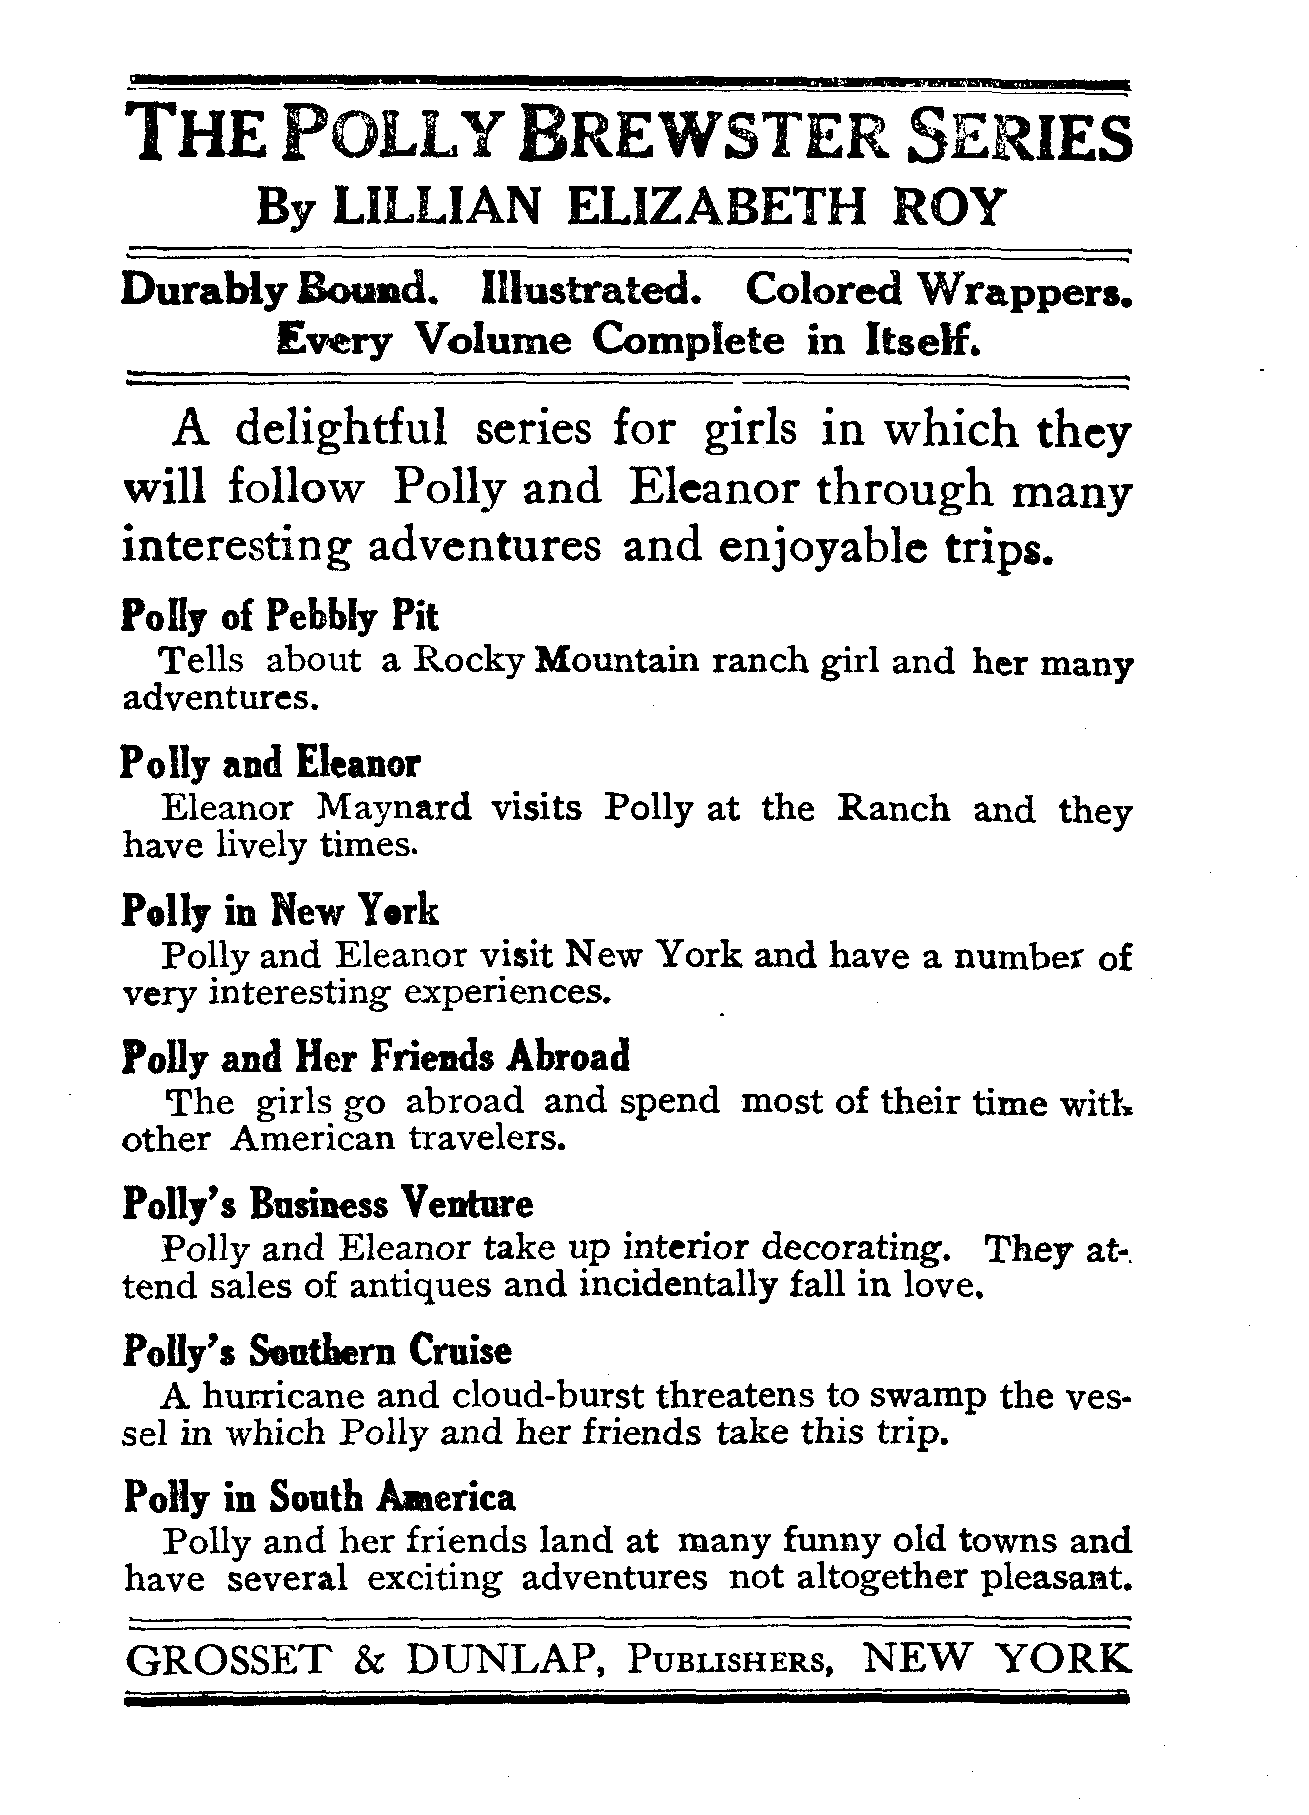 THE POLLY BREWSTER SERIES
By LILLIAN ELIZABETH ROY
Durably Bound. Illustrated. Colored Wrappers.
Every Volume Complete in Itself.
A delightful series for girls in which they
will follow Polly and Eleanor through many
interesting adventures and enjoyable trips.
Polly of Pebbly Pit
Tells about a Rocky Mountain ranch girl and her many
adventures.
Polly and Eleanor
Eleanor Maynard visits Polly at the Ranch and they
have lively times.
Polly in New York
Polly and Eleanor visit New York and have a number of
very interesting experiences.
Polly and Her Friends Abroad
The girls go abroad and spend most of their time with
other American travelers.
Polly's Business Venture
Polly and Eleanor take up interior decorating. They at-
tend sales of antiques and incidentally fall in love.
Polly's Southern Cruise
A hurricane and cloud-burst threatens to swamp the ves-
sel in which Polly and her friends take this trip.
Polly in South America
Polly and her friends land at many funny old towns and
have several exciting adventures not altogether pleasant.
GROSSET & DUNLAP, PUBLISHERS, NEW YORK